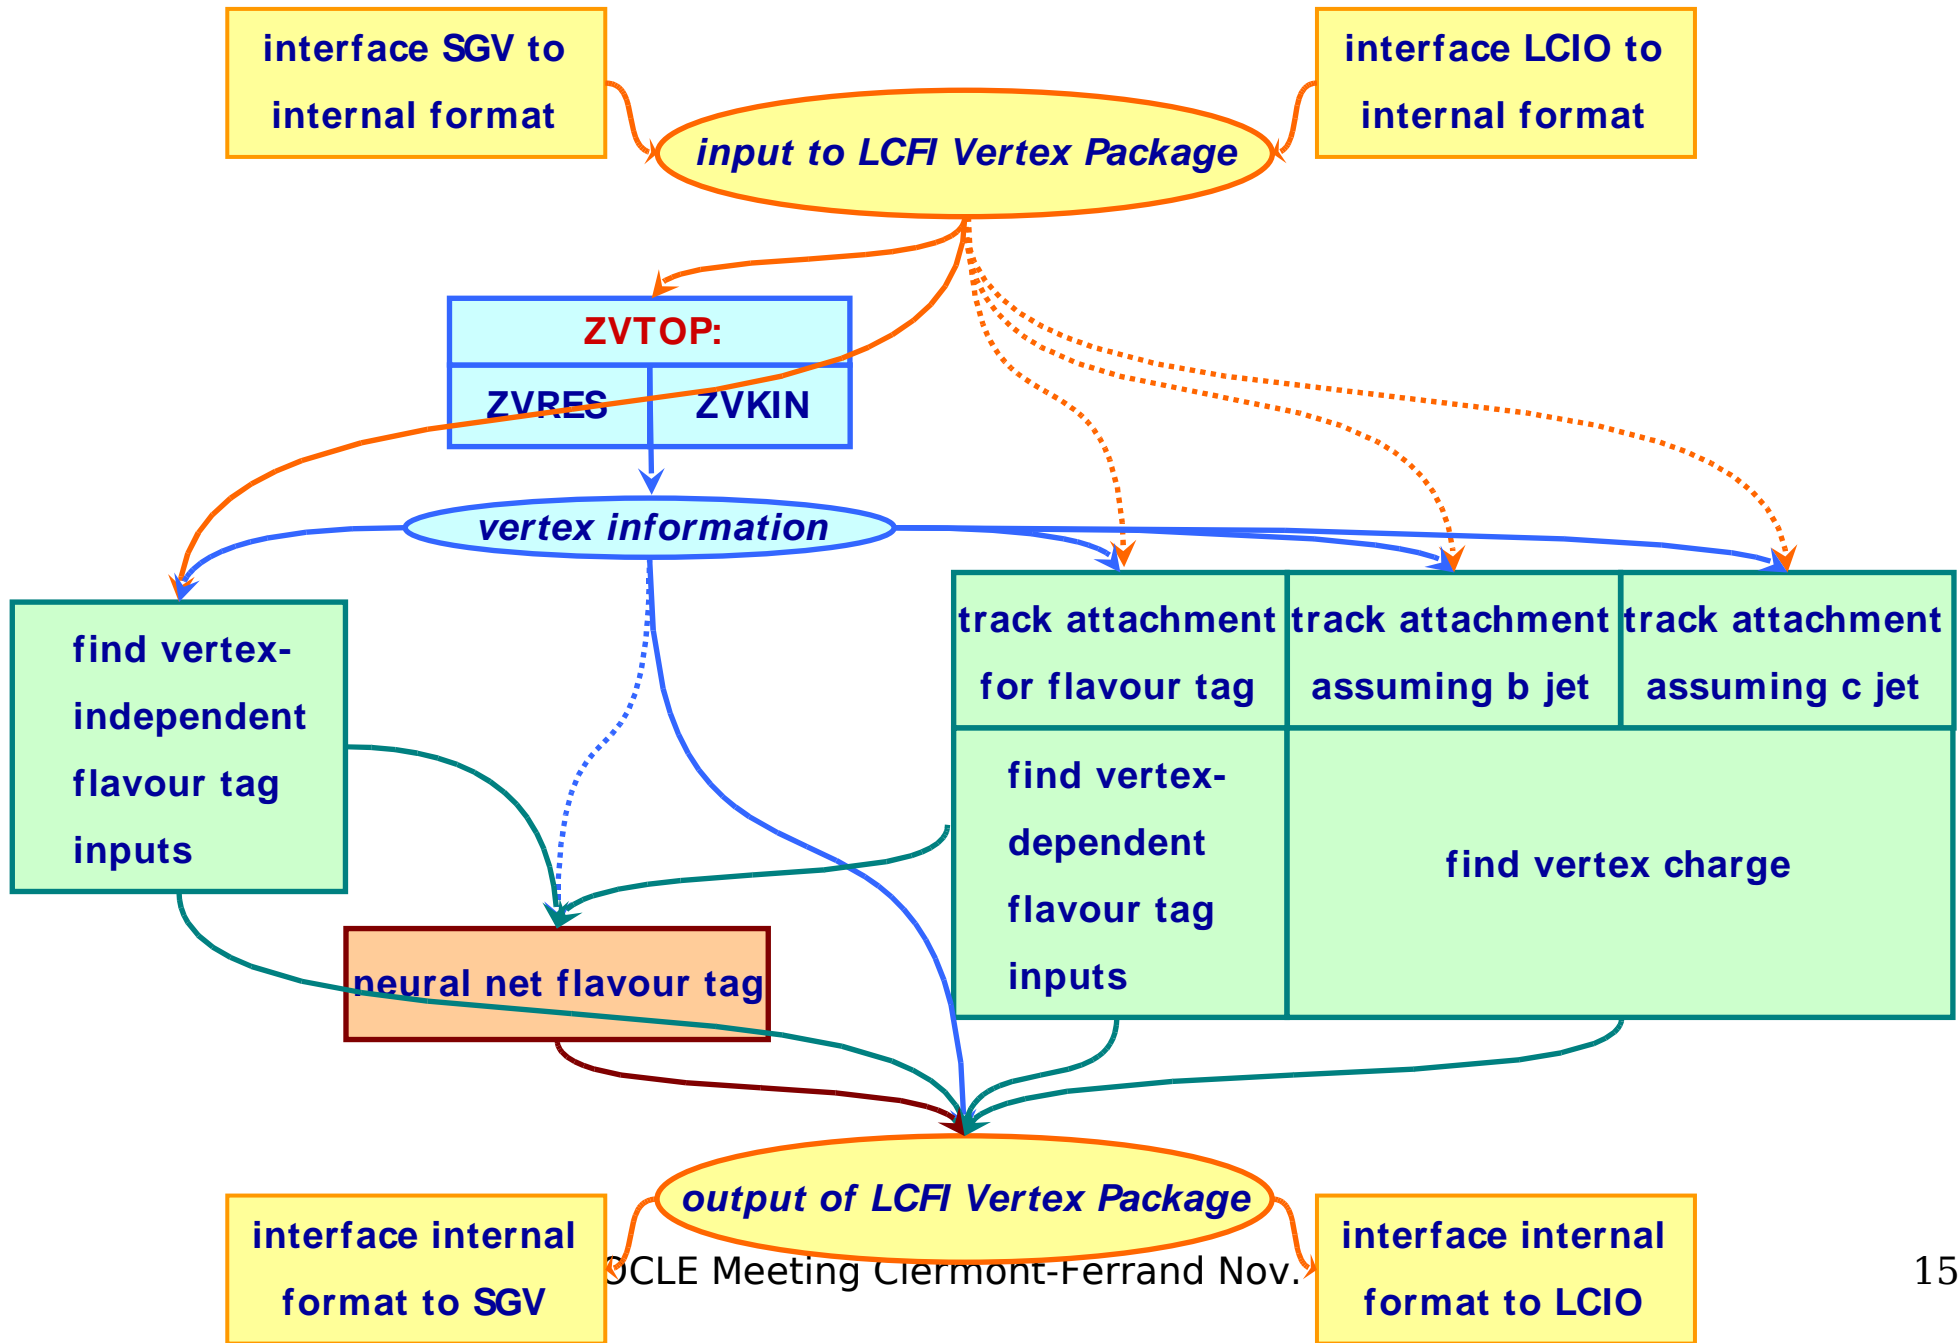 interface SGV to
internal format
interface LCIO to
internal format
input to LCFI Vertex Package
ZVTOP:
ZVRES
ZVKIN
vertex information
find vertex-
independent
flavour tag
inputs
track attachment
for flavour tag
track attachment
assuming b jet
track attachment
assuming c jet
find vertex-
dependent
flavour tag
inputs
find vertex charge
neural net flavour tag
output of LCFI Vertex Package
interface internal
format to SGV
interface internal
format to LCIO
Meeting Clermont-Ferrand Nov.
15